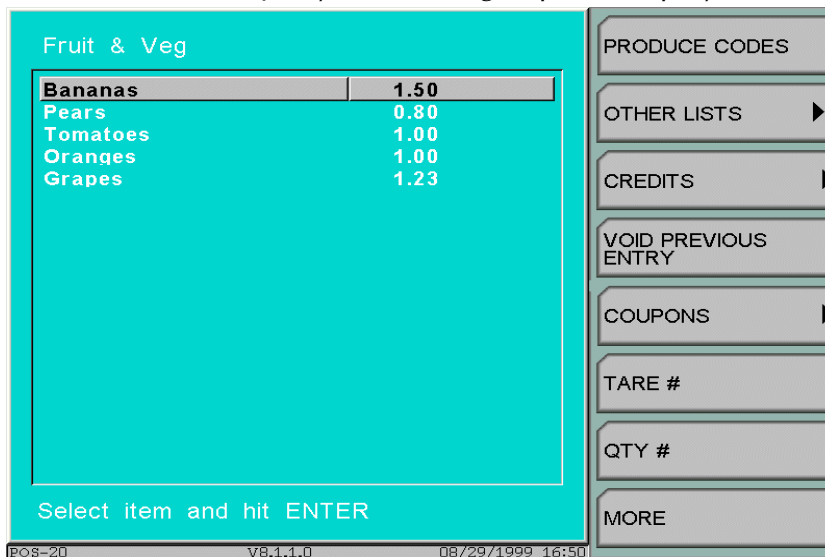 Fruit & Veg
Bananas 1.50
Pears 0.80
Tomatoes 1.00
Oranges 1.00
Grapes 1.23
Select item and hit ENTER
POS-20 V8.1.1.0 08/29/1999 16:50
PRODUCE CODES
OTHER LISTS
CREDITS
VOID PREVIOUS
ENTRY
COUPONS
TARE #
QTY #
MORE